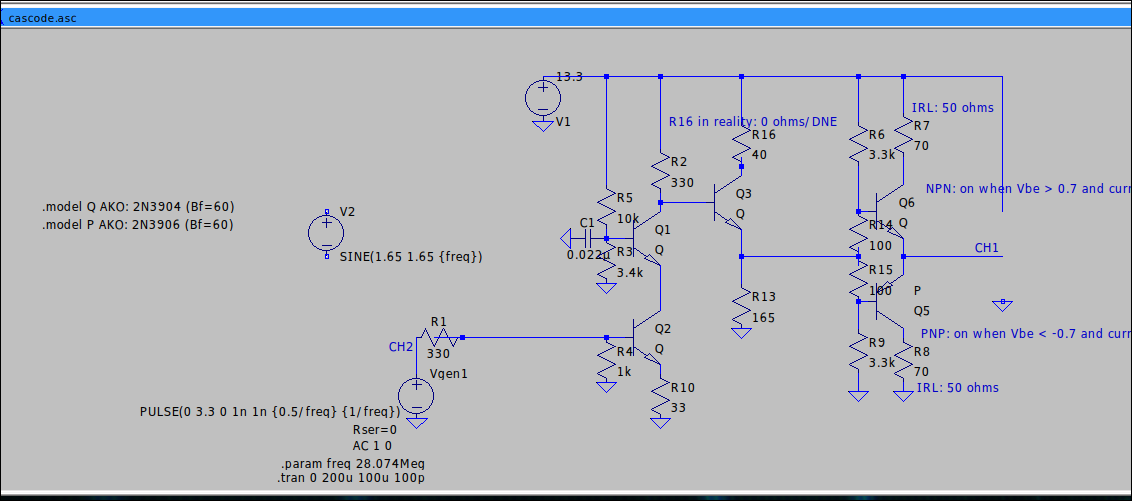 cascode.asc
13.3
V1
R16 in reality: 0 ohms/DNE
R16
40
IRL: 50 ohms
R7
70
R6
3.3k
R2
330
R5
10k
Q3
Q
NPN: on when Vbe > 0.7 and curr
Q6
Q
.model Q AKO: 2N3904 (Bf=60)
.model P AKO: 2N3906 (Bf=60)
V2
SINE(1.65 1.65 {freq})
C1
0.022µ
Q1
Q
R3
3.4k
R14
100
CH1
R15
100
P
Q5
R13
165
PNP: on when Vbe < -0.7 and curr
R1
330
CH2
Vgen1
Q2
Q
R4
1k
R10
33
R9
3.3k
R8
70
IRL: 50 ohms
PULSE(0 3.3 0 1n 1n {0.5/freq} {1/freq})
Rser=0
AC 1 0
.param freq 28.074Meg
.tran 0 200u 100u 100p